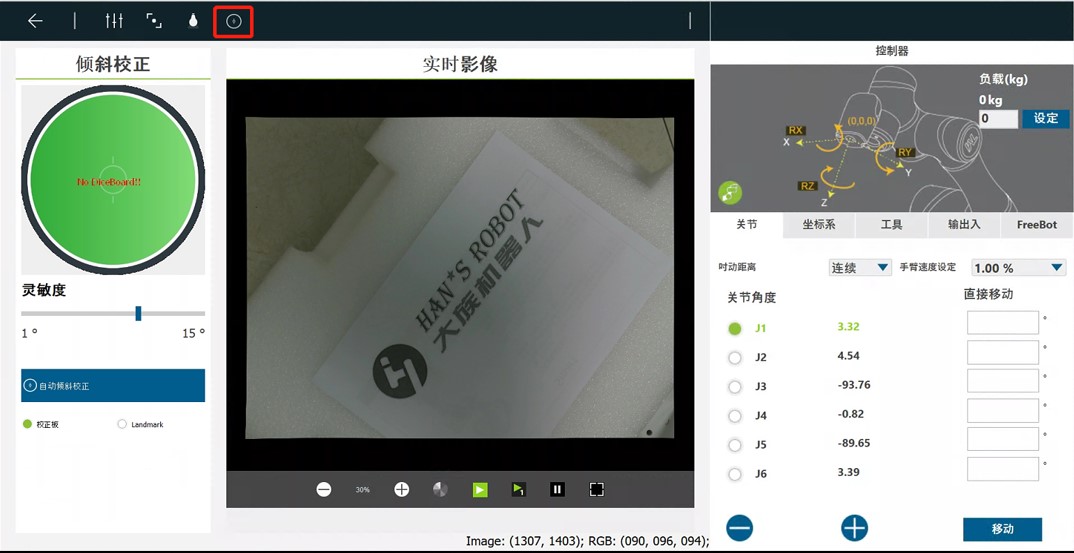 倾斜校正
No DiceBoard!!
灵敏度
1 °
15 °
自动倾斜校正
校正板
Landmark
实时影像
HAN*S ROBOT
大族机器人
30%
1
Image: (1307, 1403); RGB: (090, 096, 094);
控制器
负载(kg)
0 kg
0
设定
(0,0,0)
RX
X
RY
Y
RZ
Z
关节
坐标系
工具
输出入
FreeBot
吋动距离
连续
手臂速度设定
1.00 %
关节角度
直接移动
J1 3.32 °
J2 4.54 °
J3 -93.76 °
J4 -0.82 °
J5 -89.65 °
J6 3.39 °
移动